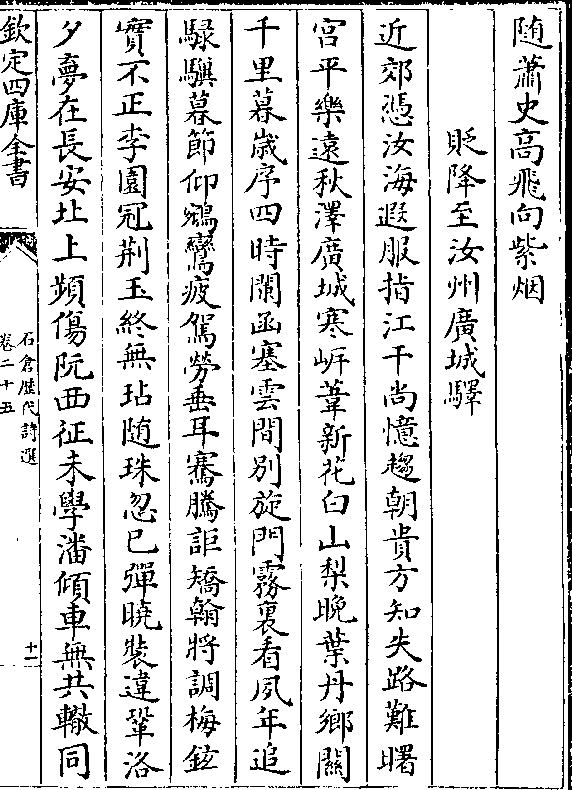 随蕭史高飛向紫烟
貶降至汝州廣城驛
近郊憑汝海遐服指江干尚憶趨朝貴方知失路難曙
宫平樂遠秋澤廣城寒岍葦新花白山梨晚葉丹鄉關
千里暮歲序四時闌函塞雲間别旋門霧裏看夙年追
騄驥暮節仰鵷鸞疲駕勞垂耳騫騰詎矯翰將調梅鉉
實不正李園冠荆玉終無玷随珠忽已彈曉裝違鞏洛
夕夢在長安圵上頻傷阮西征未學潘傾車無共轍同
欽定四庫全書
石倉歴代詩選
卷二十五
十一